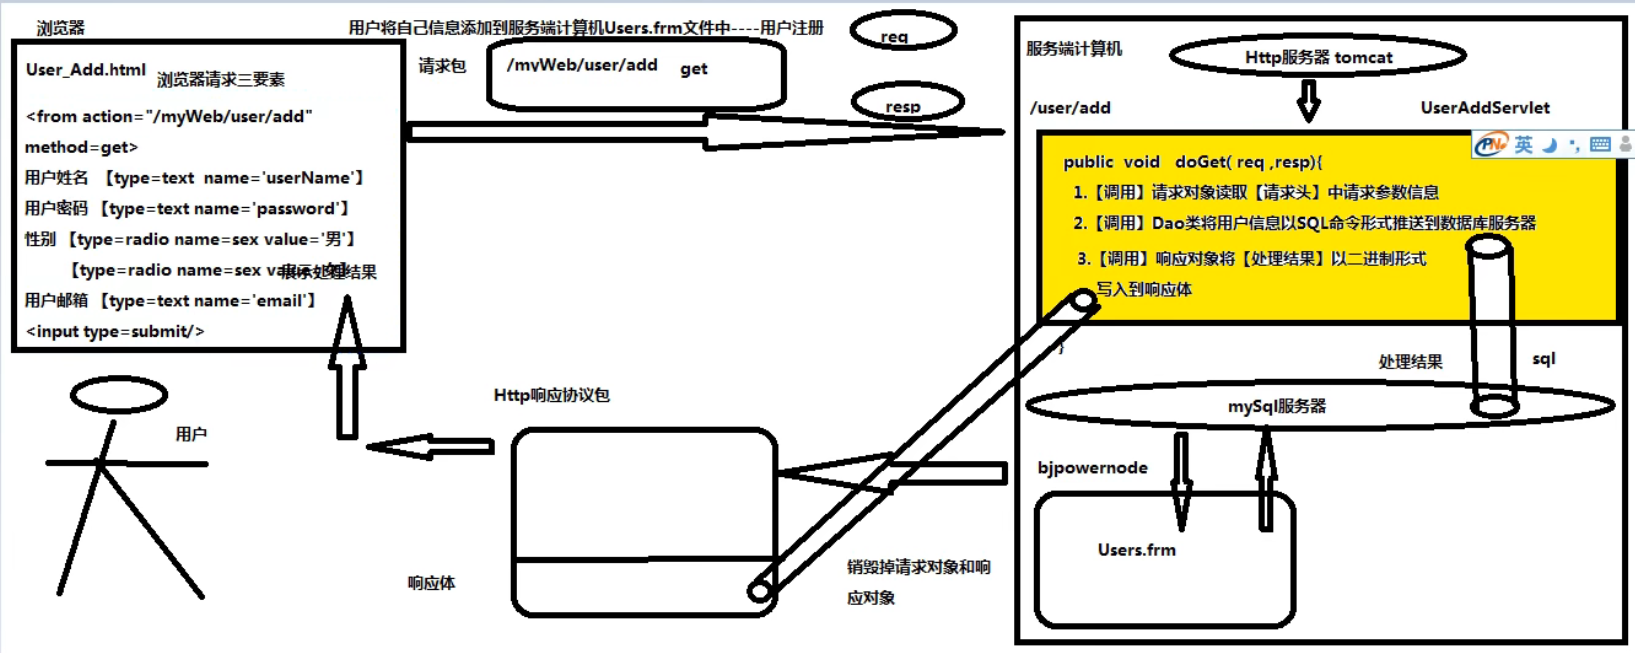 浏览器
用户将自己信息添加到服务端计算机Users.frm文件中----用户注册
User_Add.html
浏览器请求三要素
<from action="/myWeb/user/add"
method=get>
用户姓名 【type=text name='userName'】
用户密码 【type=text name='password'】
性别 【type=radio name=sex value='男'】
【type=radio name=sex
展示处理结果
用户邮箱 【type=text name='email'】
<input type=submit/>
用户
请求包
/myWeb/user/add get
req
resp
Http响应协议包
响应体
销毁掉请求对象和响
应对象
服务端计算机
Http服务器 tomcat
/user/add
UserAddServlet
英
public void doGet( req ,resp){
1.【调用】请求对象读取【请求头】中请求参数信息
2.【调用】Dao类将用户信息以SQL命令形式推送到数据库服务器
3.【调用】响应对象将【处理结果】以二进制形式
写入到响应体
}
处理结果
sql
mySql服务器
bjpowernode
Users.frm